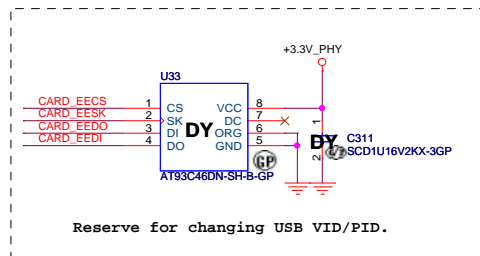 U33
+3.3V_PHY
CARD_EECS 1 CS VCC 8
CARD_EESK 2 SK DC 7
CARD_EEDO 3 DI ORG 6
CARD_EEDI 4 DO GND 5
DY
GP
AT93C46DN-SH-B-GP
1
DY
C311
SCD1U16V2KX-3GP
2
Reserve for changing USB VID/PID.